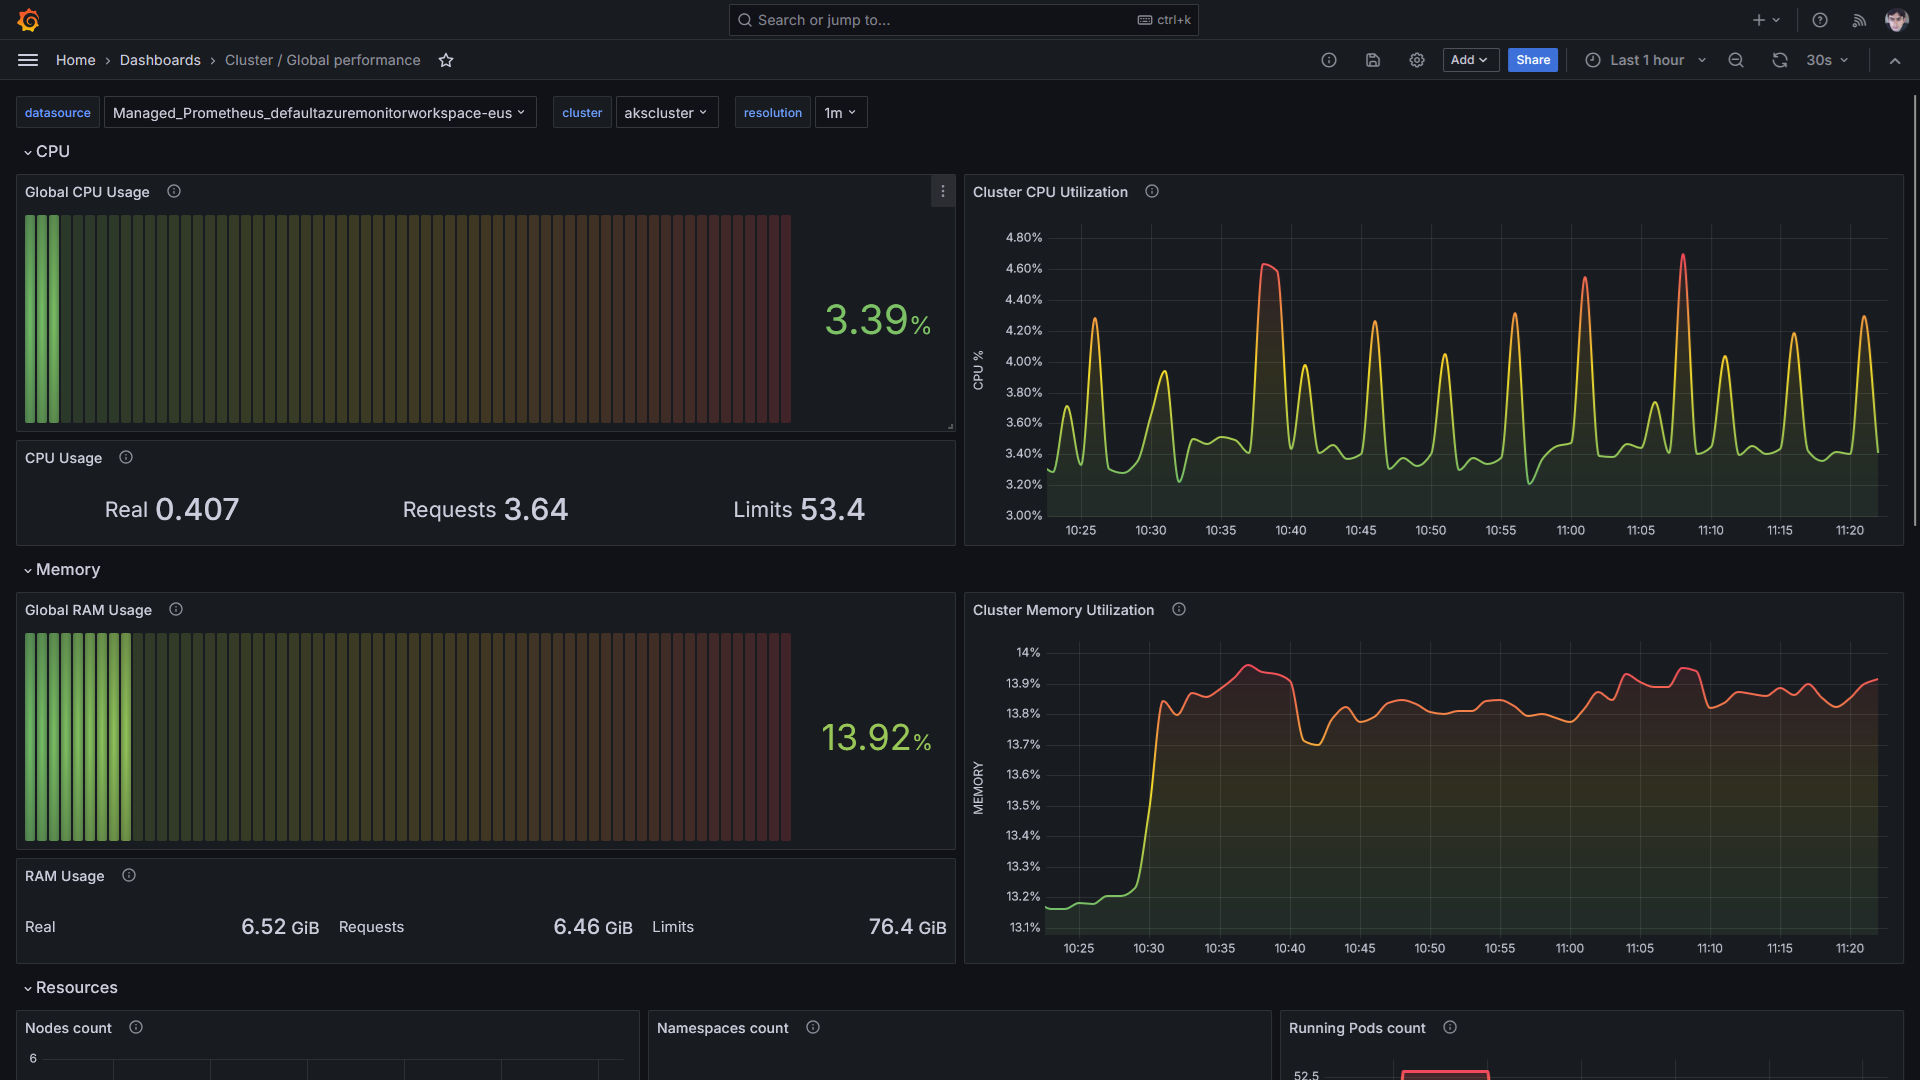 Search or jump to...
ctrl+k
Home › Dashboards › Cluster / Global performance
Add
Share
Last 1 hour
30s
datasource Managed_Prometheus_defaultazuremonitorworkspace-eus
cluster akscluster
resolution 1m
CPU
Global CPU Usage
3.39%
CPU Usage
Real 0.407
Requests 3.64
Limits 53.4
Cluster CPU Utilization
CPU %
4.80%
4.60%
4.40%
4.20%
4.00%
3.80%
3.60%
3.40%
3.20%
3.00%
10:25 10:30 10:35 10:40 10:45 10:50 10:55 11:00 11:05 11:10 11:15 11:20
Memory
Global RAM Usage
13.92%
RAM Usage
Real 6.52 GiB
Requests 6.46 GiB
Limits 76.4 GiB
Cluster Memory Utilization
MEMORY
14%
13.9%
13.8%
13.7%
13.6%
13.5%
13.4%
13.3%
13.2%
13.1%
10:25 10:30 10:35 10:40 10:45 10:50 10:55 11:00 11:05 11:10 11:15 11:20
Resources
Nodes count
6
Namespaces count
Running Pods count
52.5